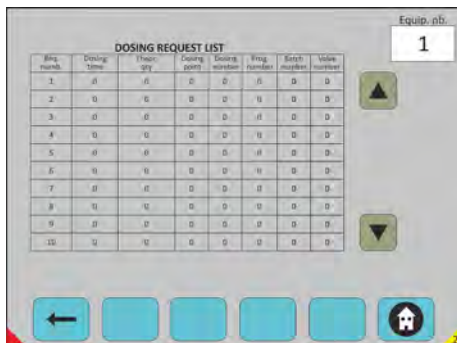 Equip. nb.
1
DOSING REQUEST LIST
Req. numb. Dosing time Theor. qty Dosing point Dosing number Prog number Batch number Valve number
1 0 0 0 0 0 0 0
2 0 0 0 0 0 0 0
3 0 0 0 0 0 0 0
4 0 0 0 0 0 0 0
5 0 0 0 0 0 0 0
6 0 0 0 0 0 0 0
7 0 0 0 0 0 0 0
8 0 0 0 0 0 0 0
9 0 0 0 0 0 0 0
10 0 0 0 0 0 0 0